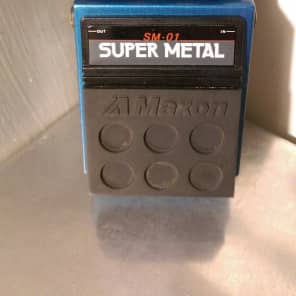 OUT IN
SM-01
SUPER METAL
Maxon